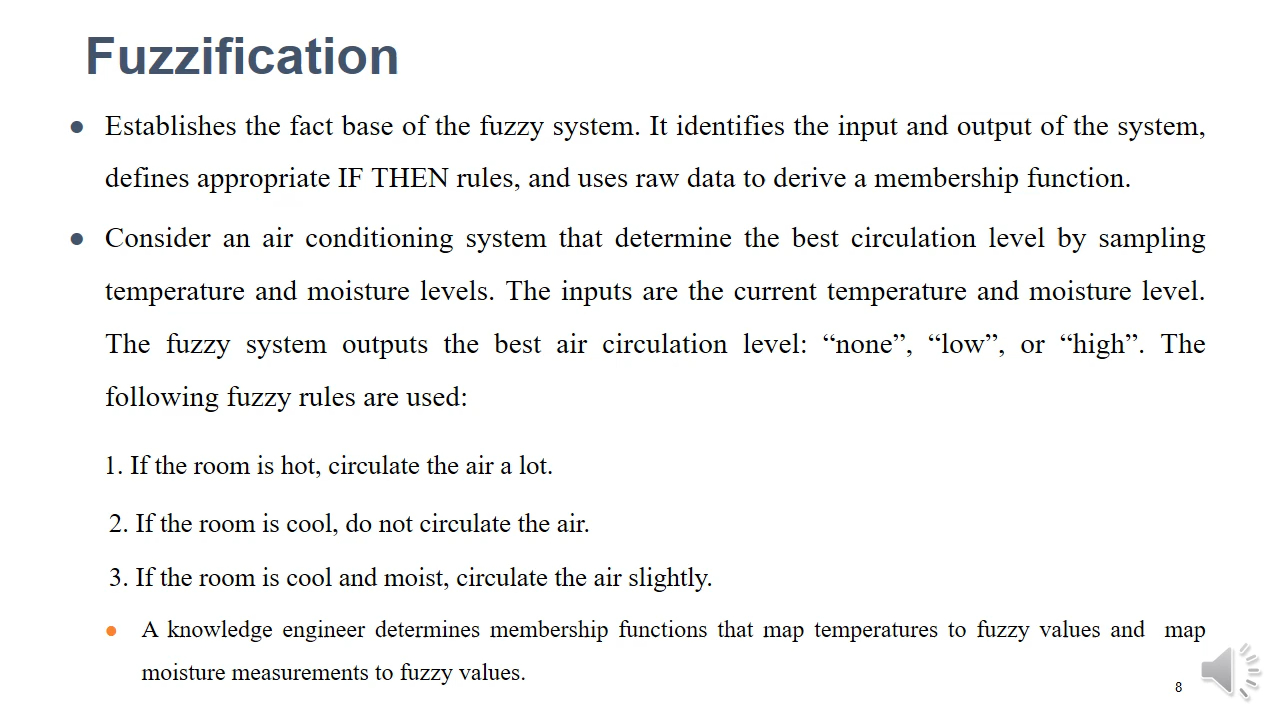 Fuzzification
● Establishes the fact base of the fuzzy system. It identifies the input and output of the system,
defines appropriate IF THEN rules, and uses raw data to derive a membership function.
● Consider an air conditioning system that determine the best circulation level by sampling
temperature and moisture levels. The inputs are the current temperature and moisture level.
The fuzzy system outputs the best air circulation level: “none”, “low”, or “high”. The
following fuzzy rules are used:
1. If the room is hot, circulate the air a lot.
2. If the room is cool, do not circulate the air.
3. If the room is cool and moist, circulate the air slightly.
● A knowledge engineer determines membership functions that map temperatures to fuzzy values and map
moisture measurements to fuzzy values.
8